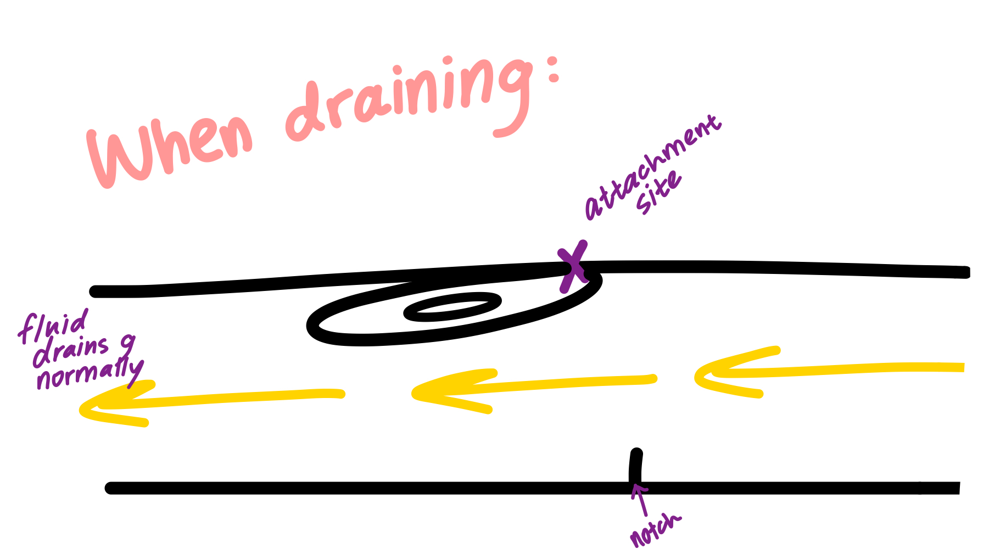 When draining:
attachment
site
fluid
drains g
normally
notch